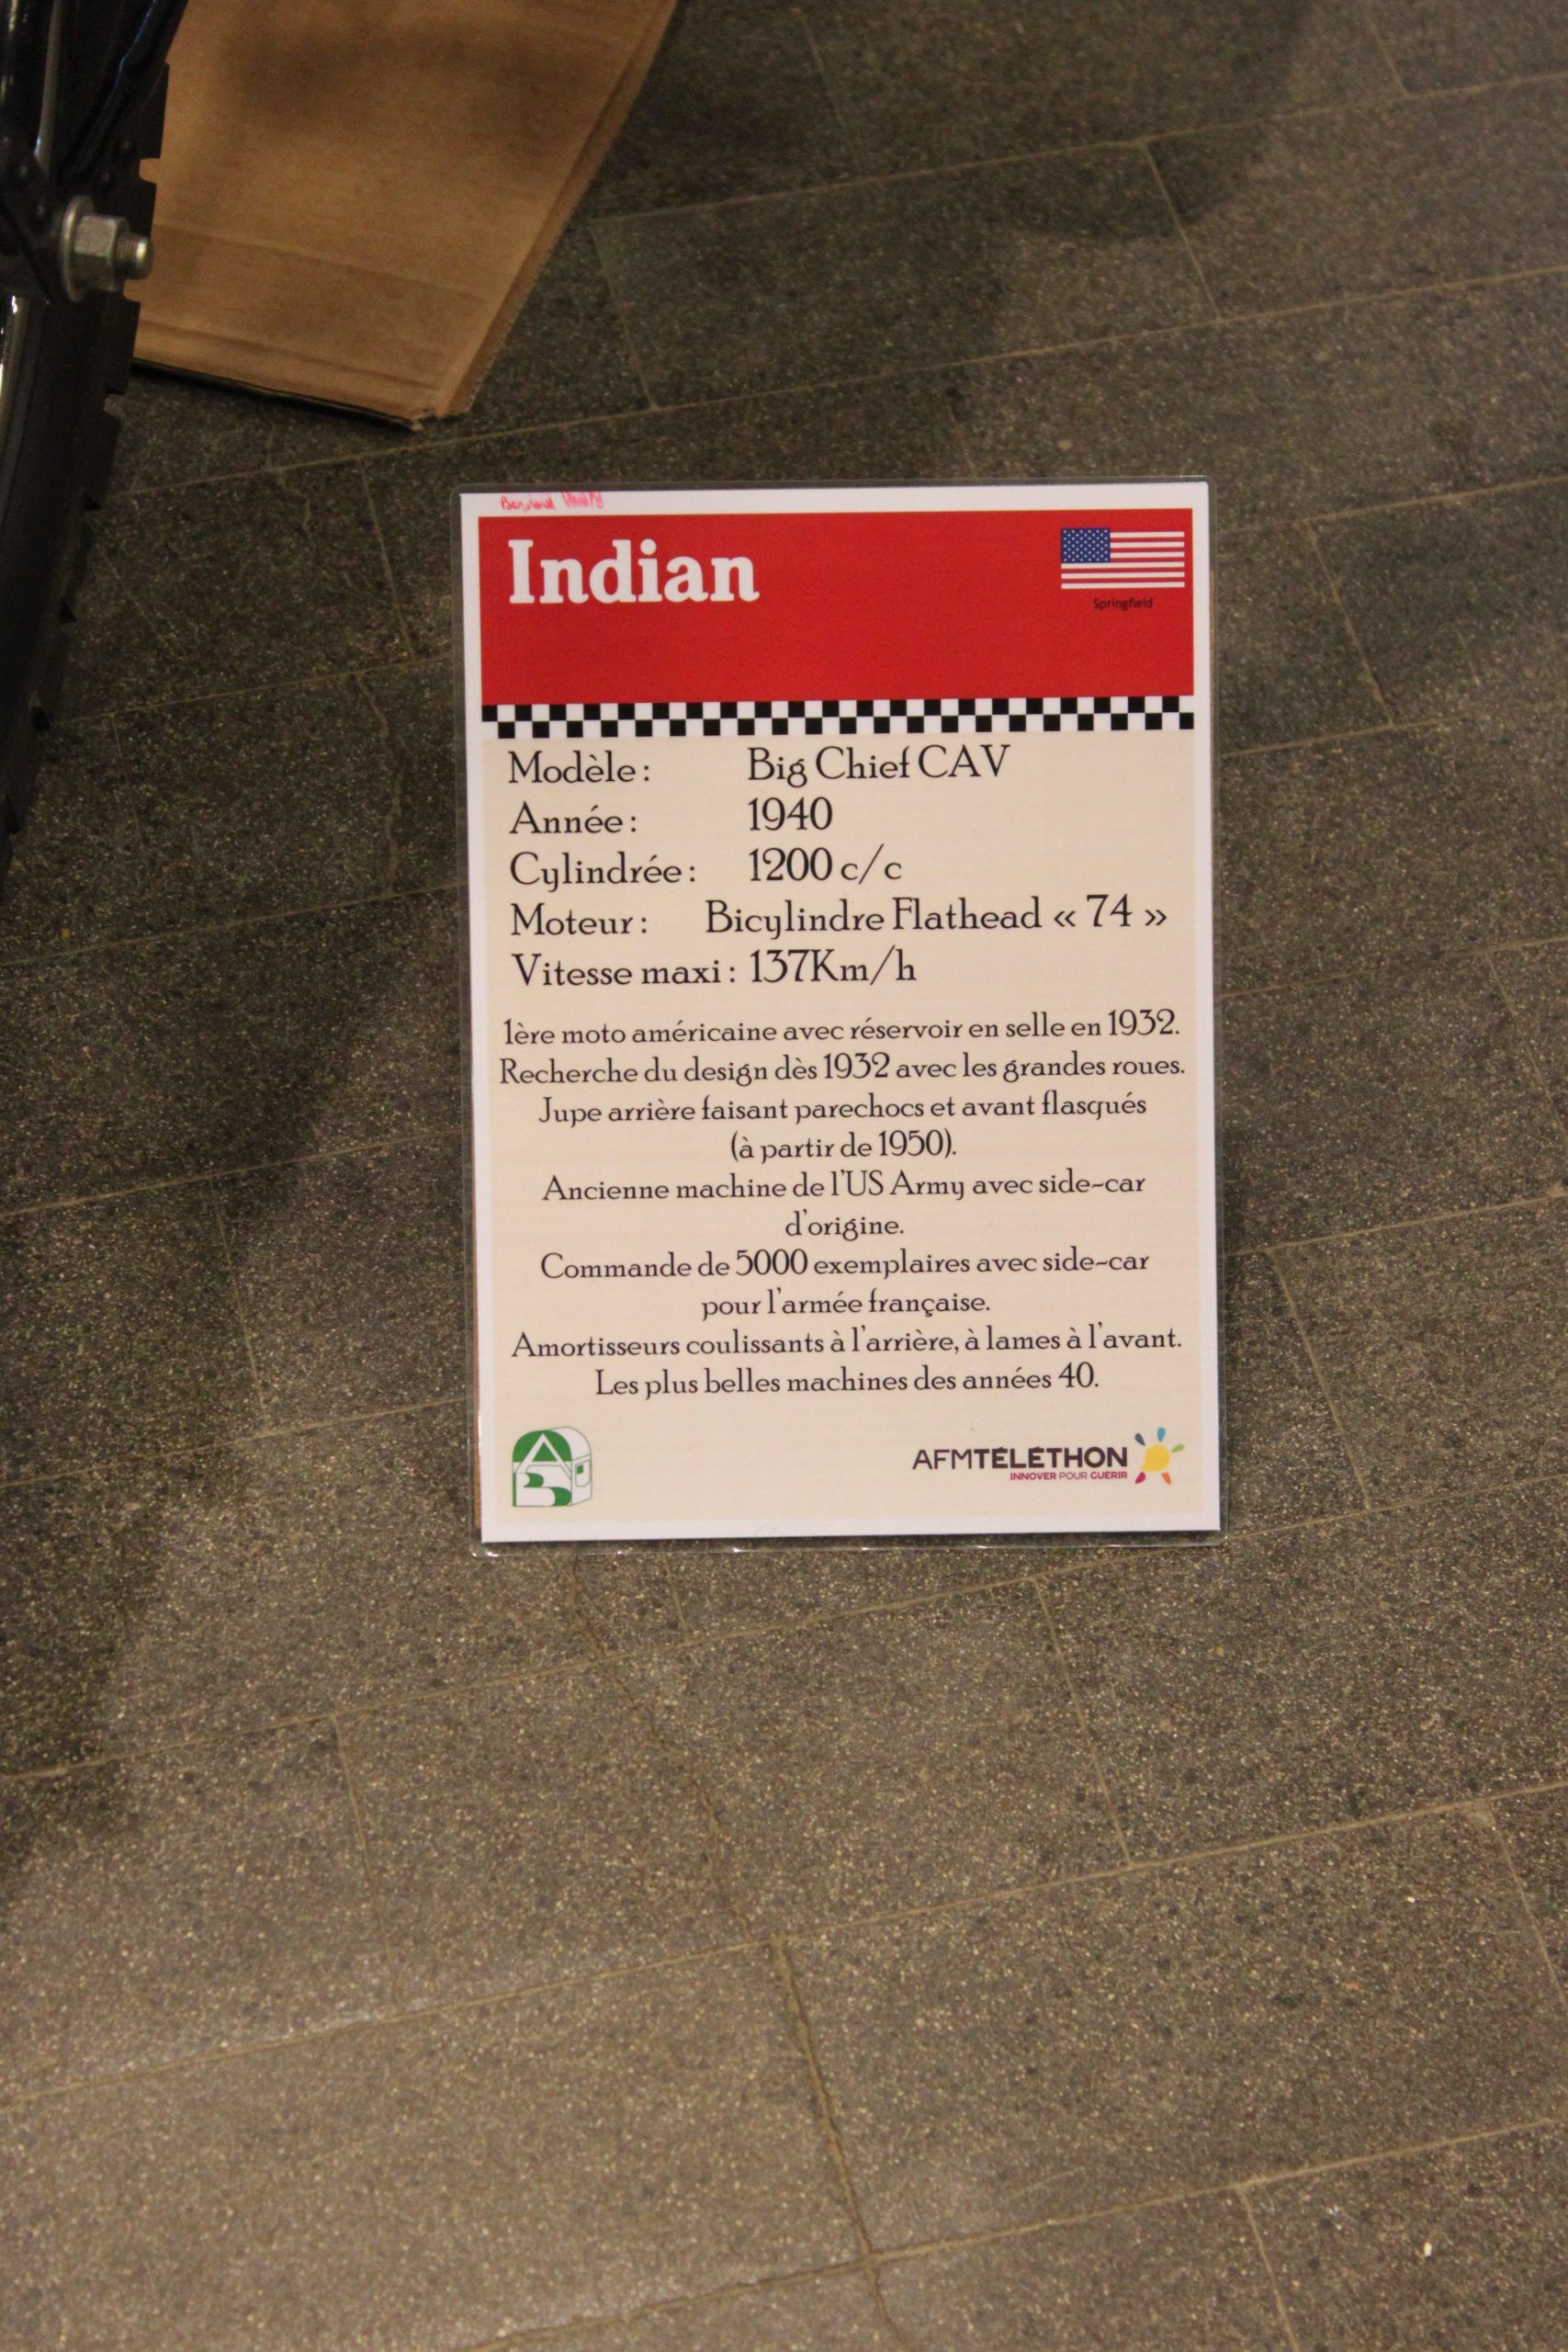 Indian
Springfield
Modèle : Big Chief CAV
Année : 1940
Cylindrée : 1200 c/c
Moteur : Bicylindre Flathead « 74 »
Vitesse maxi : 137Km/h
1ère moto américaine avec réservoir en selle en 1932.
Recherche du design dès 1932 avec les grandes roues.
Jupe arrière faisant parechocs et avant flasqués
(à partir de 1950).
Ancienne machine de l'US Army avec side-car
d'origine.
Commande de 5000 exemplaires avec side-car
pour l'armée française.
Amortisseurs coulissants à l'arrière, à lames à l'avant.
Les plus belles machines des années 40.
AFMTELETHON
INNOVER POUR GUERIR